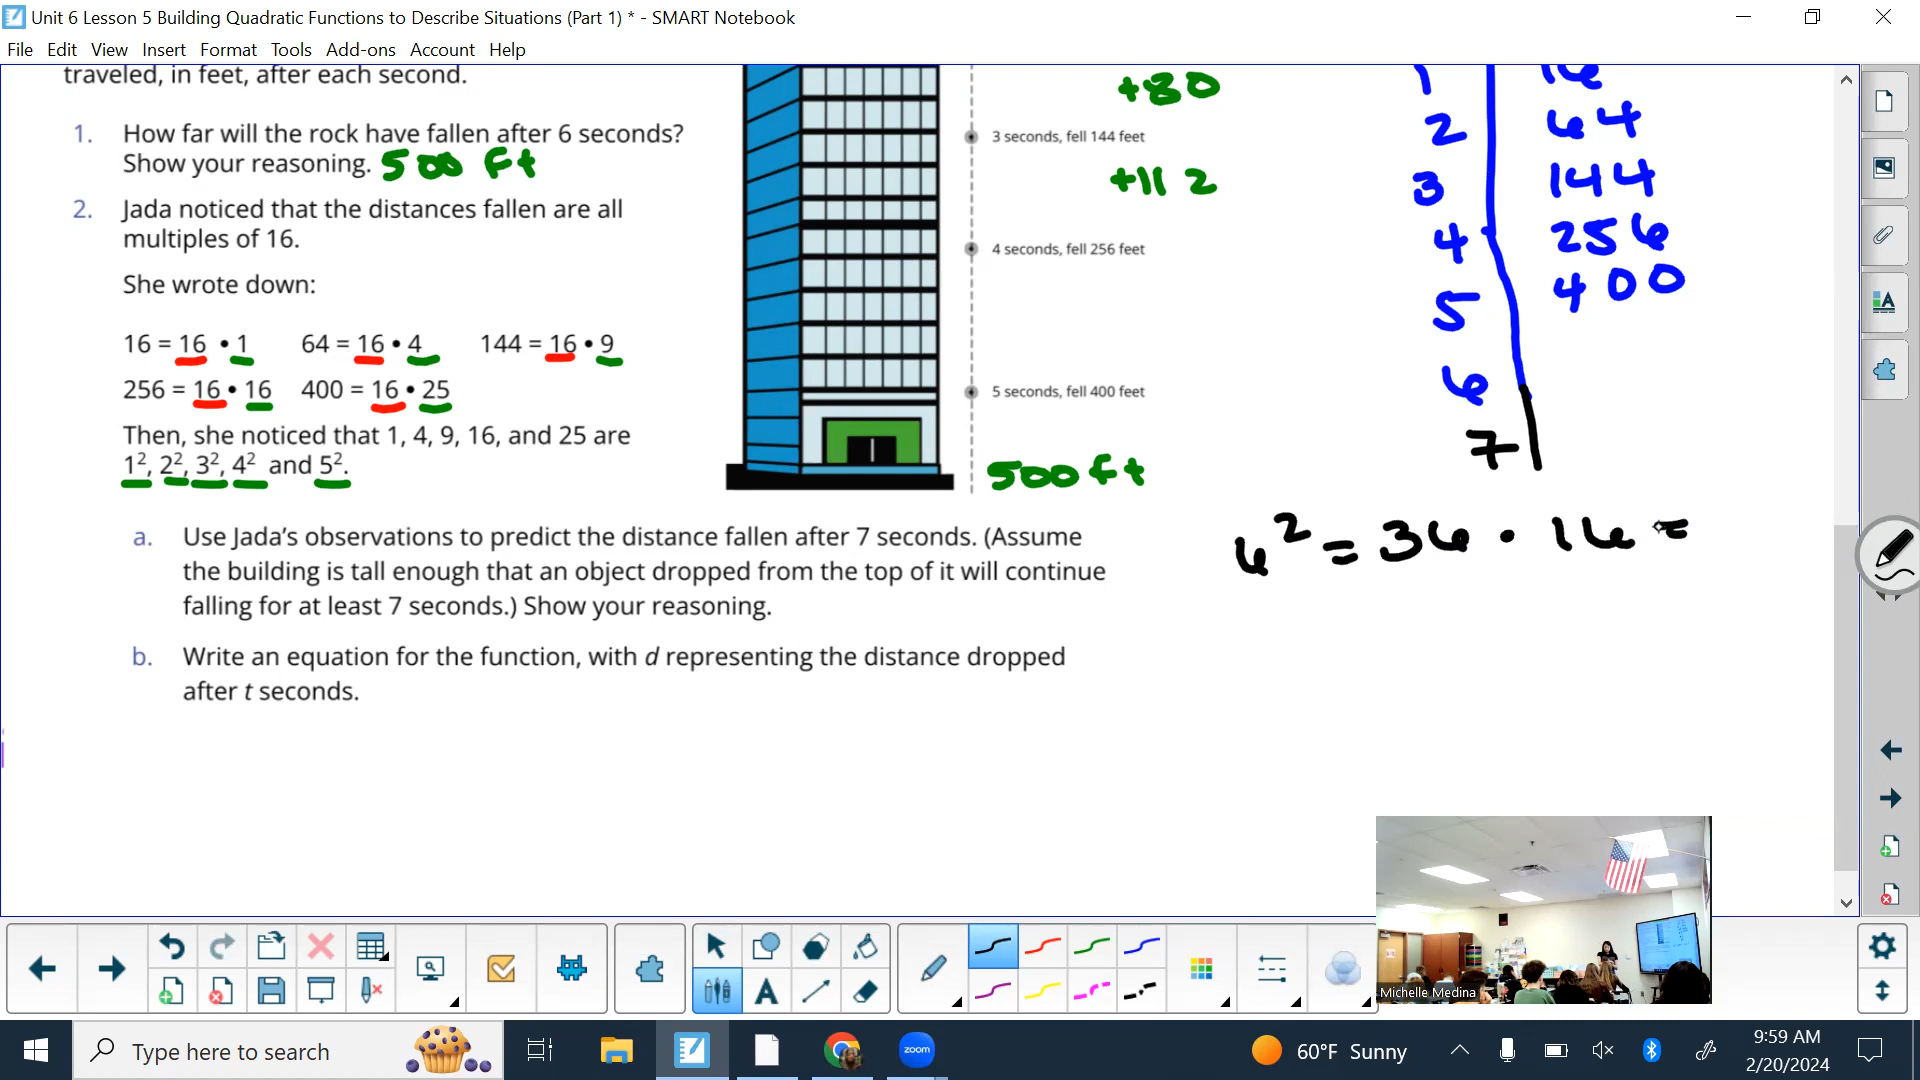 Unit 6 Lesson 5 Building Quadratic Functions to Describe Situations (Part 1) * - SMART Notebook
File Edit View Insert Format Tools Add-ons Account Help
traveled, in feet, after each second.
1. How far will the rock have fallen after 6 seconds?
Show your reasoning. 500 ft
2. Jada noticed that the distances fallen are all
multiples of 16.
She wrote down:
16 = 16 • 1 64 = 16 • 4 144 = 16 • 9
256 = 16 • 16 400 = 16 • 25
Then, she noticed that 1, 4, 9, 16, and 25 are
1², 2², 3², 4² and 5².
a. Use Jada's observations to predict the distance fallen after 7 seconds. (Assume
the building is tall enough that an object dropped from the top of it will continue
falling for at least 7 seconds.) Show your reasoning.
b. Write an equation for the function, with d representing the distance dropped
after t seconds.
+80
3 seconds, fell 144 feet
+112
4 seconds, fell 256 feet
5 seconds, fell 400 feet
500 ft
1 16
2 64
3 144
4 256
5 400
6
7
6² = 36 • 16 =
Michelle Medina
Type here to search
zoom
60°F Sunny
9:59 AM
2/20/2024